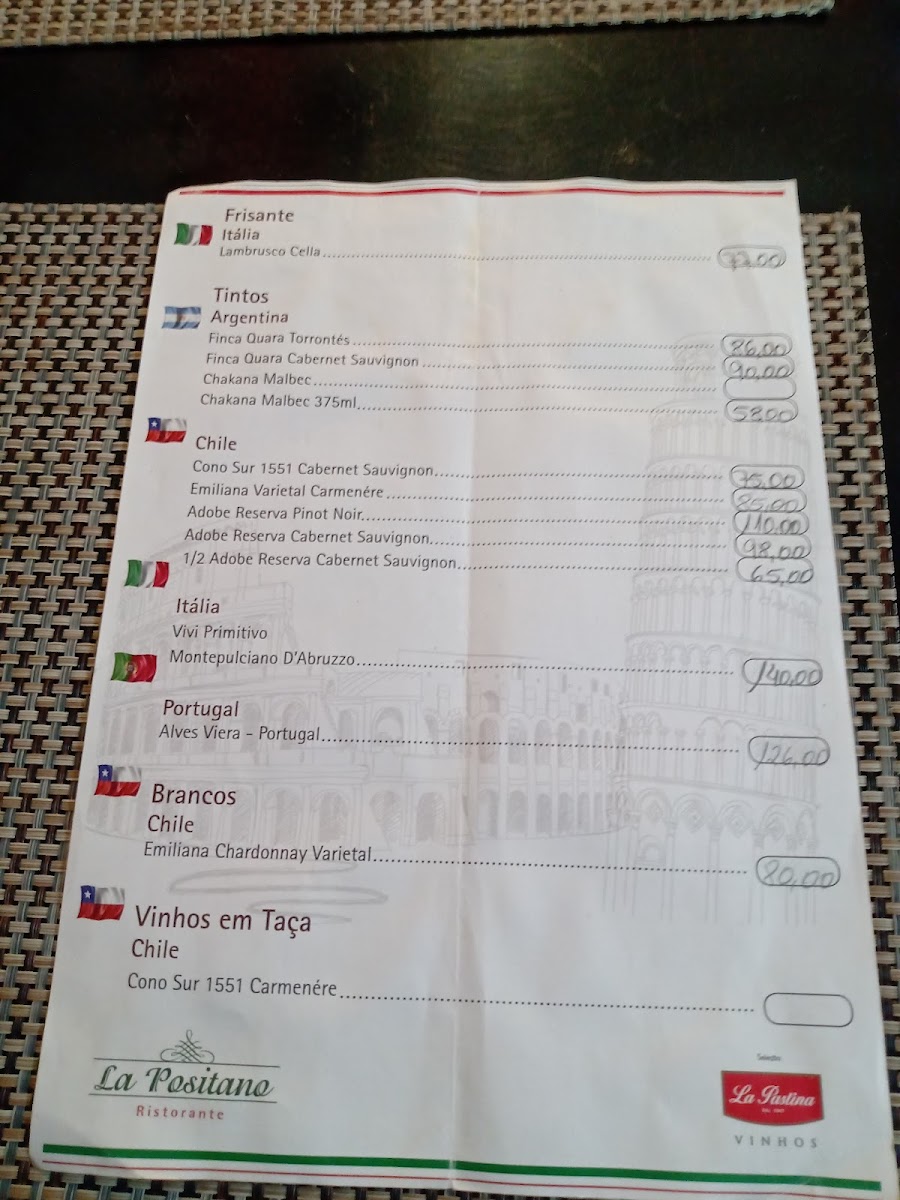 Frisante
Itália
Lambrusco Cella........ 77,00
Tintos
Argentina
Finca Quara Torrontés........ 86,00
Finca Quara Cabernet Sauvignon........ 90,00
Chakana Malbec........
Chakana Malbec 375ml........ 58,00
Chile
Cono Sur 1551 Cabernet Sauvignon........ 75,00
Emiliana Varietal Carmenére........ 85,00
Adobe Reserva Pinot Noir........ 110,00
Adobe Reserva Cabernet Sauvignon........ 98,00
1/2 Adobe Reserva Cabernet Sauvignon........ 65,00
Itália
Vivi Primitivo
Montepulciano D'Abruzzo........ 140,00
Portugal
Alves Viera - Portugal........ 126,00
Brancos
Chile
Emiliana Chardonnay Varietal........ 80,00
Vinhos em Taça
Chile
Cono Sur 1551 Carmenére........
La Positano
Ristorante
La Pastina
VINHOS